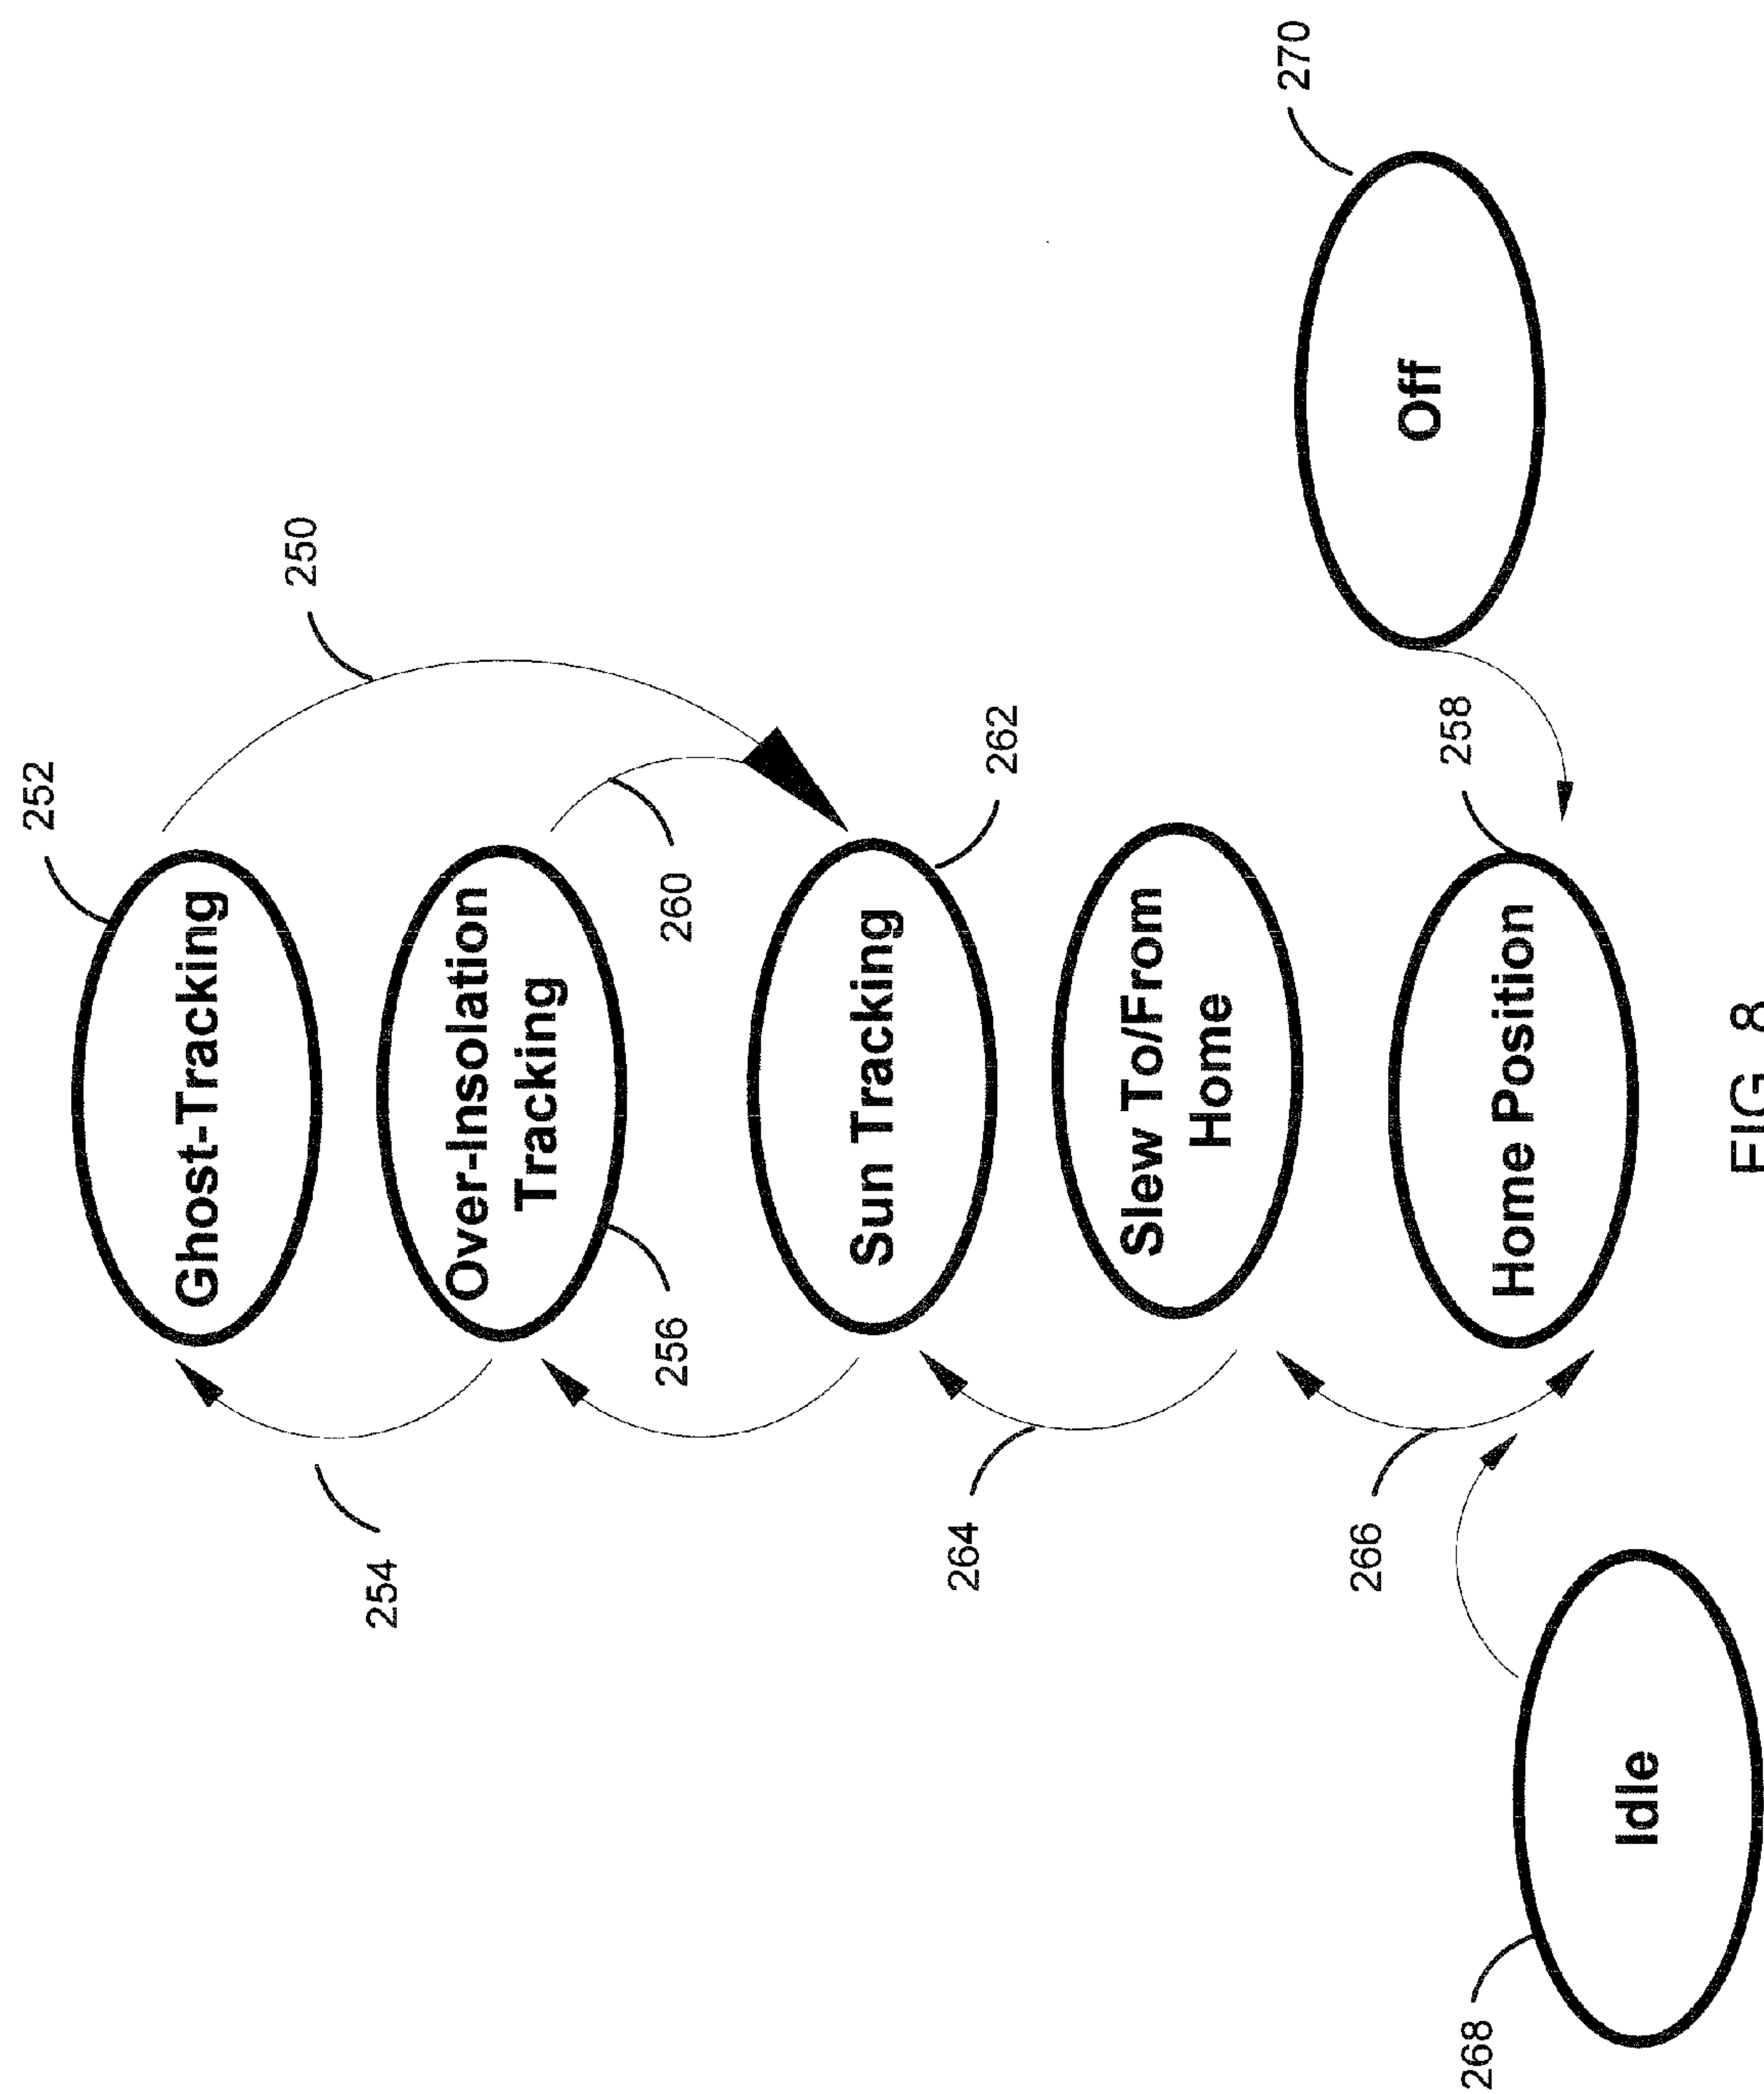 252
Ghost-Tracking
250
254
Over-Insolation
Tracking
256
260
Sun Tracking
262
264
Slew To/From
Home
266
Home Position
258
Off
270
Idle
268
FIG. 8